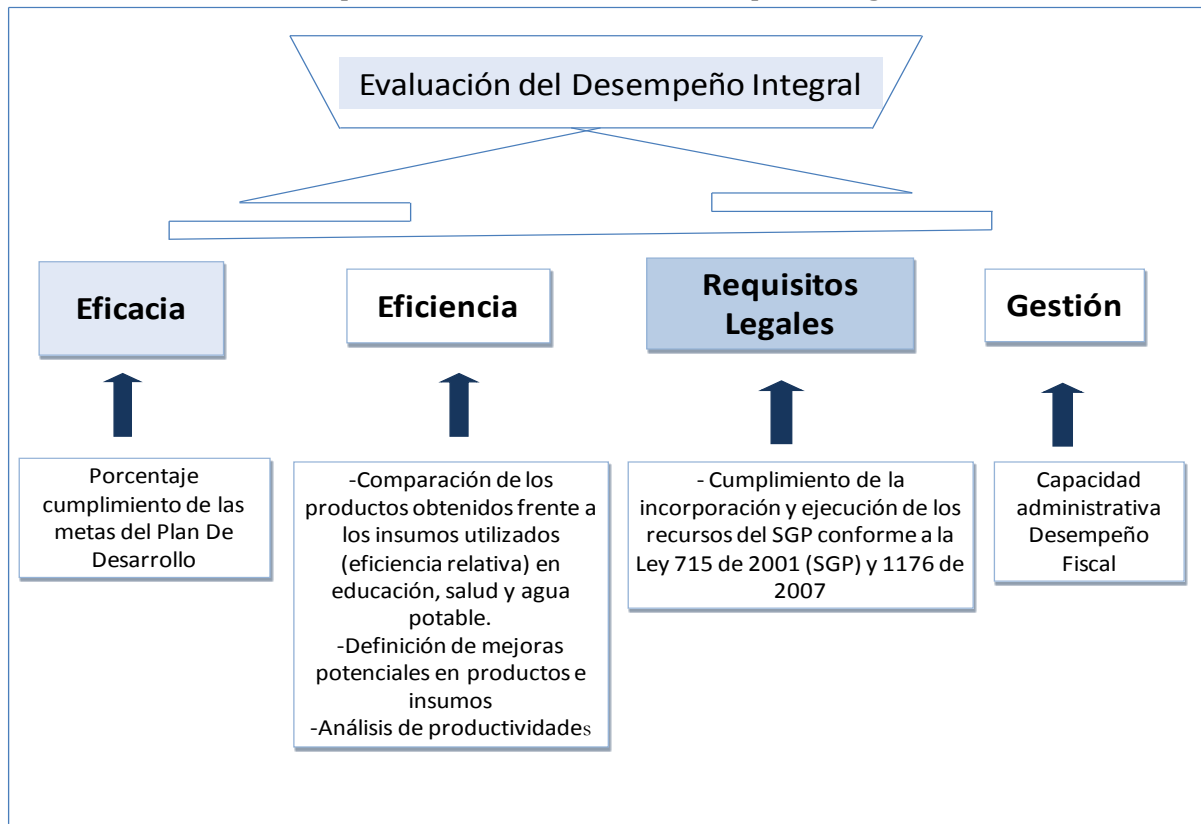 Evaluación del Desempeño Integral
Eficacia
Eficiencia
Requisitos
Legales
Gestión
Porcentaje
cumplimiento de las
metas del Plan De
Desarrollo
-Comparación de los
productos obtenidos frente a
los insumos utilizados
(eficiencia relativa) en
educación, salud y agua
potable.
-Definición de mejoras
potenciales en productos e
insumos
-Análisis de productividades
- Cumplimiento de la
incorporación y ejecución de los
recursos del SGP conforme a la
Ley 715 de 2001 (SGP) y 1176 de
2007
Capacidad
administrativa
Desempeño
Fiscal